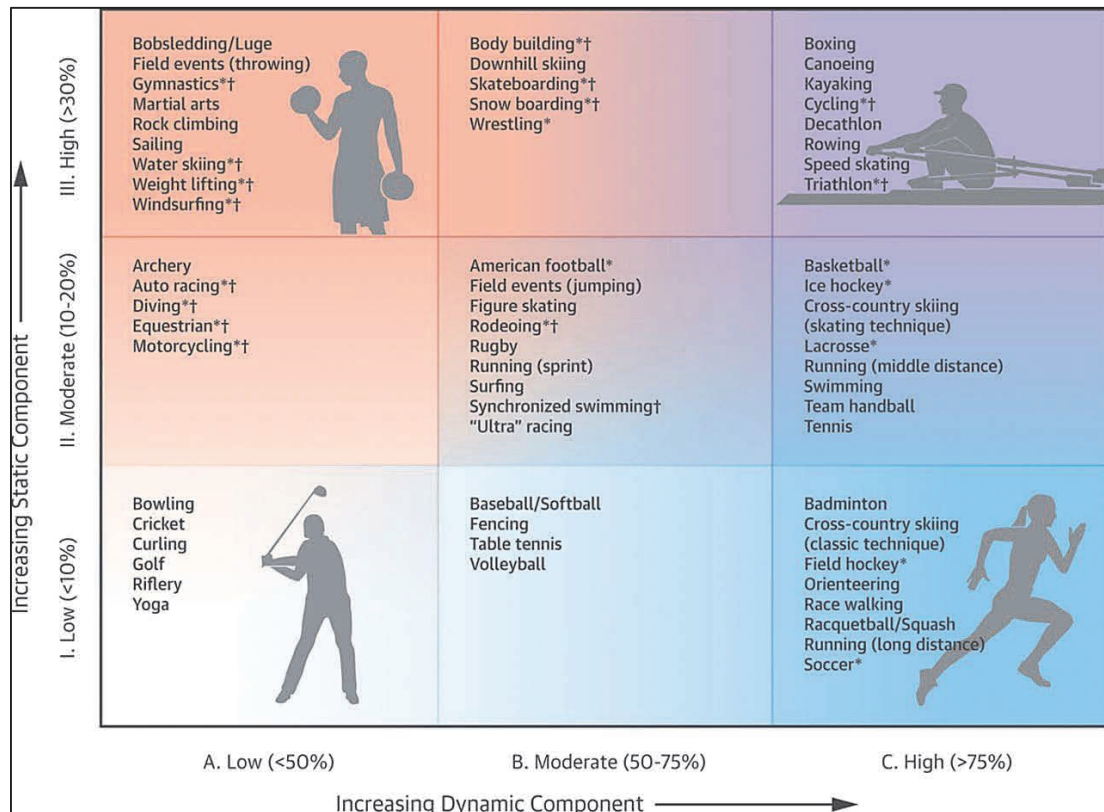 III. High (>30%)
Bobsledding/Luge
Field events (throwing)
Gymnastics*†
Martial arts
Rock climbing
Sailing
Water skiing*†
Weight lifting*†
Windsurfing*†
Body building*†
Downhill skiing
Skateboarding*†
Snow boarding*†
Wrestling*
Boxing
Canoeing
Kayaking
Cycling*†
Decathlon
Rowing
Speed skating
Triathlon*†
II. Moderate (10-20%)
Archery
Auto racing*†
Diving*†
Equestrian*†
Motorcycling*†
American football*
Field events (jumping)
Figure skating
Rodeoing*†
Rugby
Running (sprint)
Surfing
Synchronized swimming†
“Ultra” racing
Basketball*
Ice hockey*
Cross-country skiing
(skating technique)
Lacrosse*
Running (middle distance)
Swimming
Team handball
Tennis
I. Low (<10%)
Bowling
Cricket
Curling
Golf
Riflery
Yoga
Baseball/Softball
Fencing
Table tennis
Volleyball
Badminton
Cross-country skiing
(classic technique)
Field hockey*
Orienteering
Race walking
Racquetball/Squash
Running (long distance)
Soccer*
Increasing Static Component
A. Low (<50%)
B. Moderate (50-75%)
C. High (>75%)
Increasing Dynamic Component